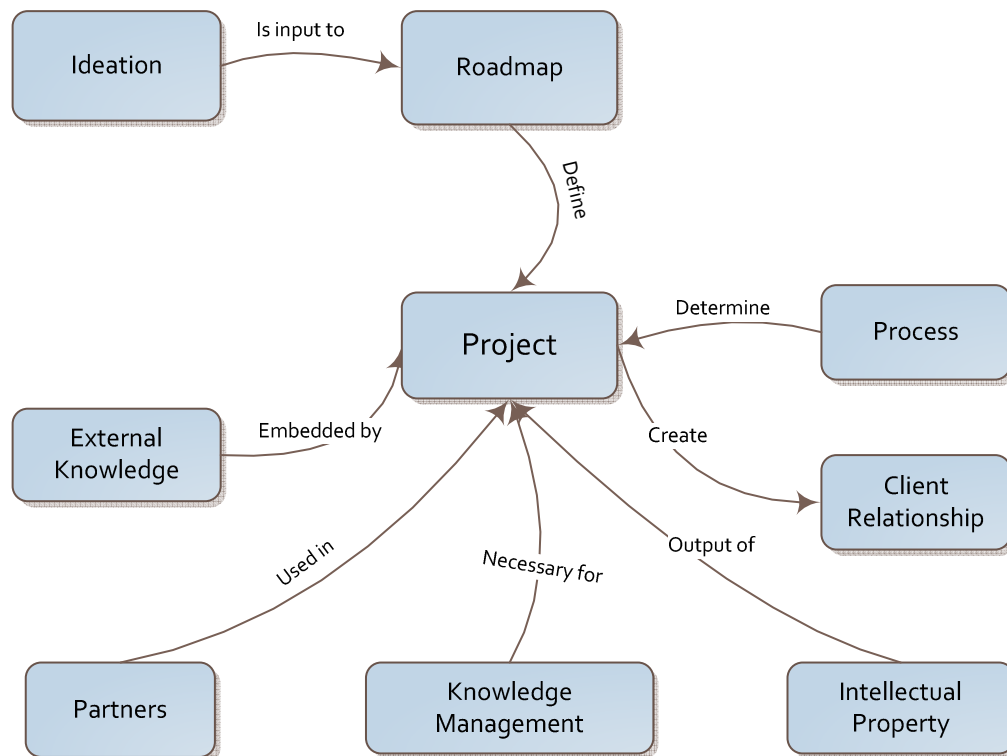 Is input to
Ideation
Roadmap
Define
Determine
Process
Project
External
Knowledge
Embedded by
Create
Client
Relationship
Used in
Necessary for
Output of
Partners
Knowledge
Management
Intellectual
Property